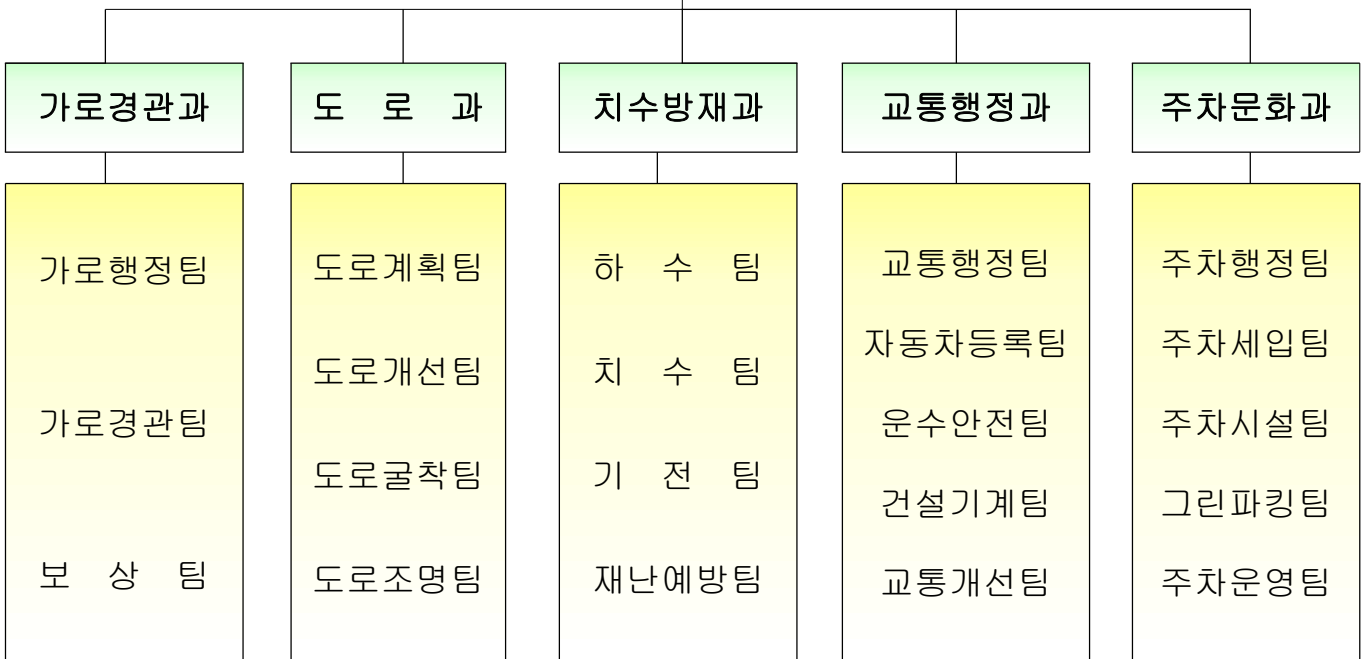 가로경관과
도 로 과
치수방재과
교통행정과
주차문화과
가로행정팀
가로경관팀
보 상 팀
도로계획팀
도로개선팀
도로굴착팀
도로조명팀
하 수 팀
치 수 팀
기 전 팀
재난예방팀
교통행정팀
자동차등록팀
운수안전팀
건설기계팀
교통개선팀
주차행정팀
주차세입팀
주차시설팀
그린파킹팀
주차운영팀